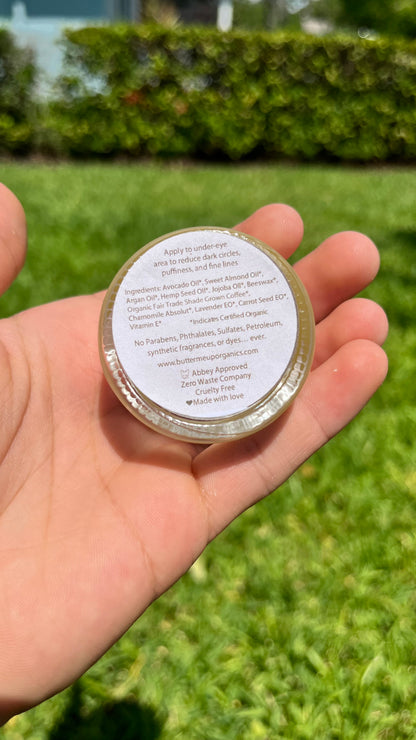 Apply to under-eye
area to reduce dark circles,
puffiness, and fine lines
Ingredients: Avocado Oil*, Sweet Almond Oil*,
Argan Oil*, Hemp Seed Oil*, Jojoba Oil*, Beeswax*,
Organic Fair Trade Shade Grown Coffee*,
Chamomile Absolut*, Lavender EO*, Carrot Seed EO*,
Vitamin E* *Indicates Certified Organic
No Parabens, Phthalates, Sulfates, Petroleum,
synthetic fragrances, or dyes... ever.
www.buttermeuporganics.com
Abbey Approved
Zero Waste Company
Cruelty Free
❤Made with love